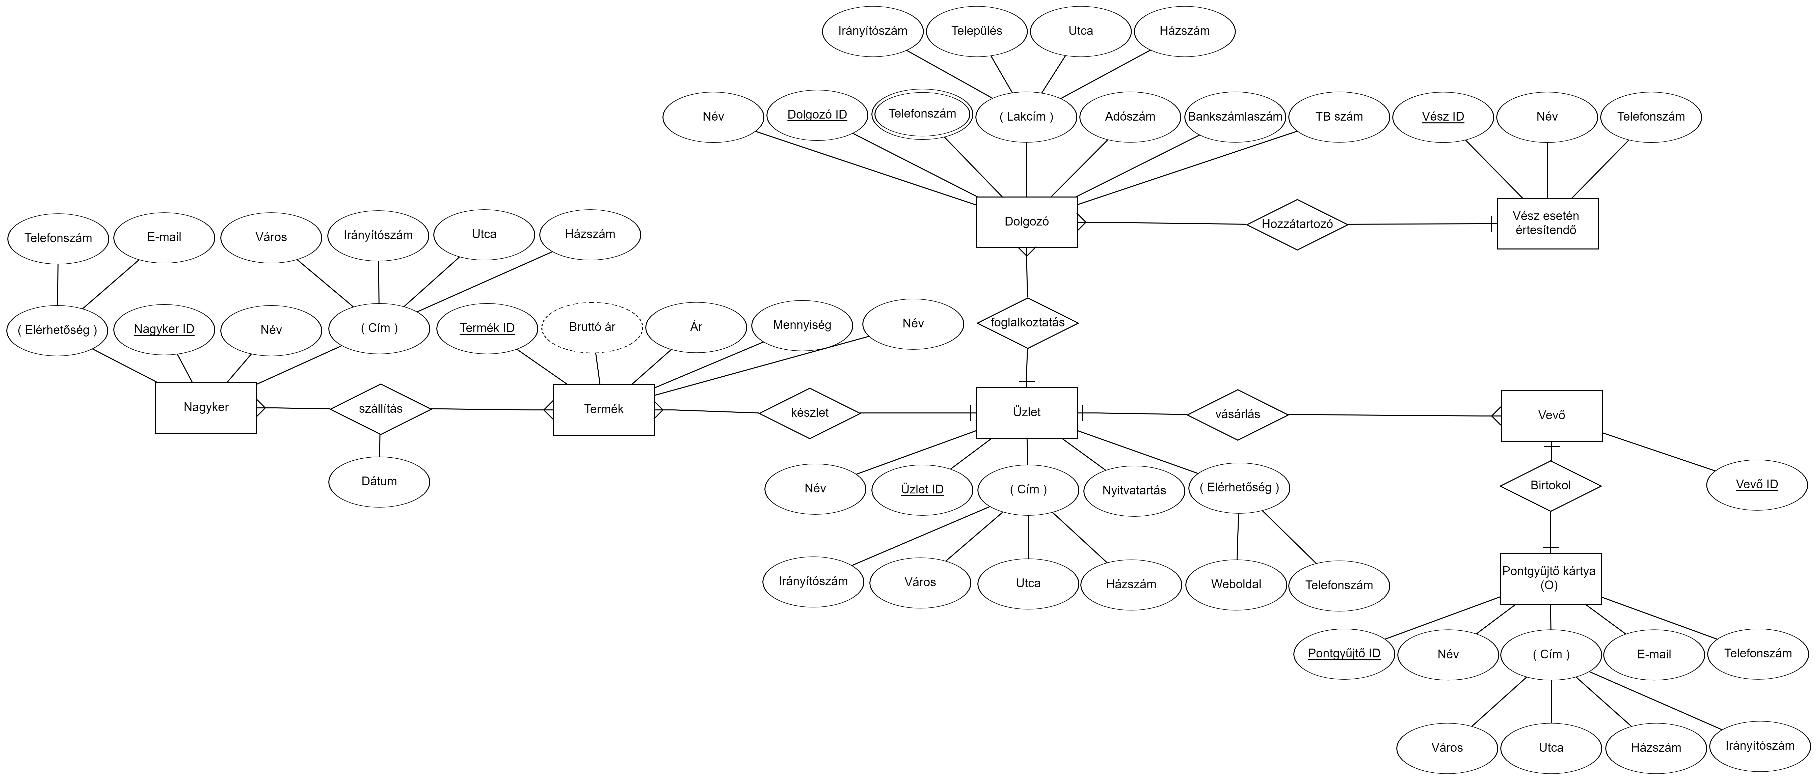 Irányítószám
Település
Utca
Házszám
Név
Dolgozó ID
Telefonszám
( Lakcím )
Adószám
Bankszámlaszám
TB szám
Vész ID
Név
Telefonszám
Dolgozó
Hozzátartozó
Vész esetén
értesítendő
Telefonszám
E-mail
Város
Irányítószám
Utca
Házszám
( Elérhetőség )
Nagyker ID
Név
( Cím )
Termék ID
Bruttó ár
Ár
Mennyiség
Név
foglalkoztatás
Nagyker
szállítás
Termék
készlet
Üzlet
vásárlás
Vevő
Dátum
Név
Üzlet ID
( Cím )
Nyitvatartás
( Elérhetőség )
Birtokol
Vevő ID
Irányítószám
Város
Utca
Házszám
Weboldal
Telefonszám
Pontgyűjtő kártya
(O)
Pontgyűjtő ID
Név
( Cím )
E-mail
Telefonszám
Város
Utca
Házszám
Irányítószám